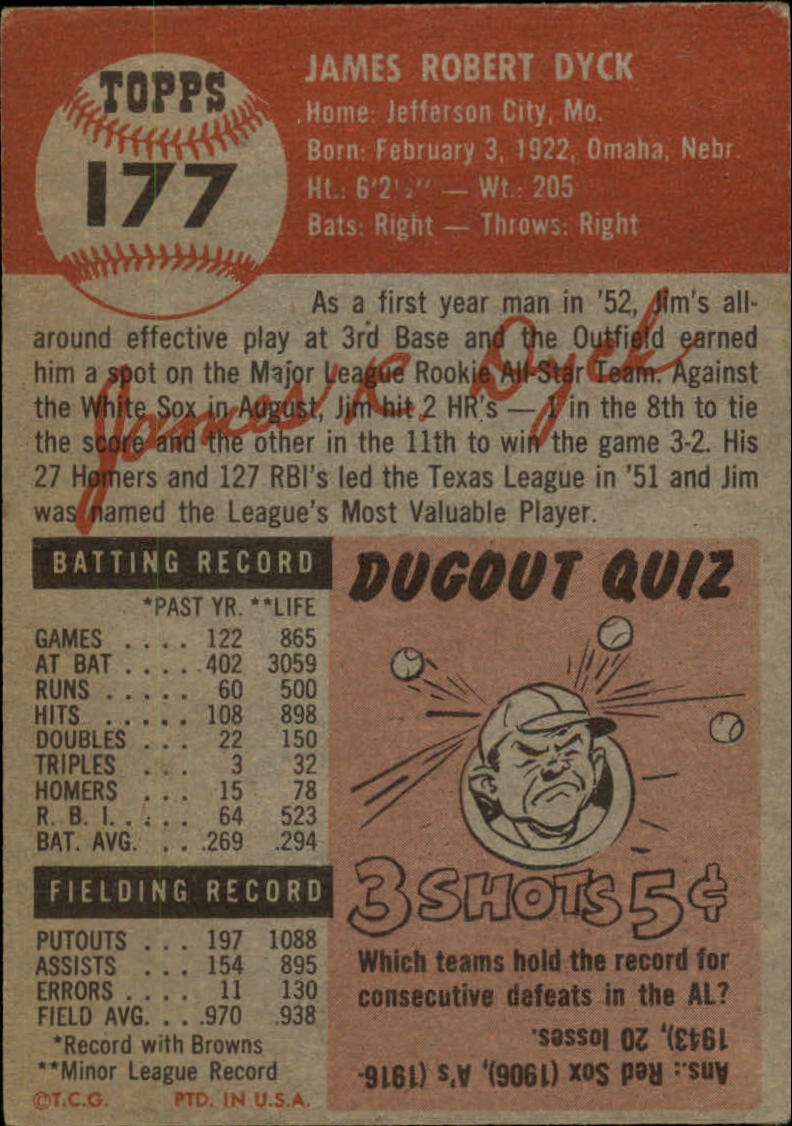 TOPPS
177
JAMES ROBERT DYCK
Home: Jefferson City, Mo.
Born: February 3, 1922, Omaha, Nebr.
Ht.: 6'2½" — Wt.: 205
Bats: Right — Throws: Right
As a first year man in '52, Jim's all-
around effective play at 3rd Base and the Outfield earned
him a spot on the Major League Rookie All-Star Team. Against
the White Sox in August, Jim hit 2 HR's — 1 in the 8th to tie
the score and the other in the 11th to win the game 3-2. His
27 Homers and 127 RBI's led the Texas League in '51 and Jim
was named the League's Most Valuable Player.
James R. Dyck
BATTING RECORD
*PAST YR. **LIFE
GAMES . . . . 122 865
AT BAT . . . . . 402 3059
RUNS . . . . . 60 500
HITS . . . . . 108 898
DOUBLES . . . 22 150
TRIPLES . . . 3 32
HOMERS . . . 15 78
R. B. I. . . . . 64 523
BAT. AVG. . . .269 .294
FIELDING RECORD
PUTOUTS . . . 197 1088
ASSISTS . . . 154 895
ERRORS . . . . 11 130
FIELD AVG. . . .970 .938
*Record with Browns
**Minor League Record
©T.C.G. PTD. IN U.S.A.
DUGOUT QUIZ
3 SHOTS 5¢
Which teams hold the record for
consecutive defeats in the AL?
Ans.: Red Sox (1906), A's (1916-
1943), 20 losses.